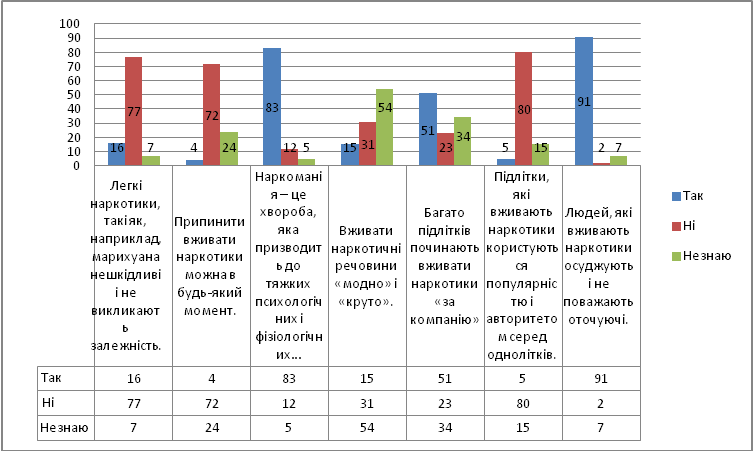 100
90
80
70
60
50
40
30
20
10
0
16 77 7
4 72 24
83 12 5
15 31 54
51 23 34
5 80 15
91 2 7
Легкі
наркотики,
такі як,
наприклад,
марихуана
нешкідливі
і не
викликають
ь
залежність.
Припинити
вживати
наркотики
можна в
будь-який
момент.
Наркомані
я – це
хвороба,
яка
призводит
ь до
тяжких
психологіч
них і
фізіологічн
их...
Вживати
наркотичні
речовини
«модно» і
«круто».
Багато
підлітків
починають
вживати
наркотики
«за
компанію»
Підлітки,
які
вживають
наркотики
користують
ся
популярніс
тю і
авторитето
м серед
однолітків.
Людей, які
вживають
наркотики
осуджують
і не
поважають
оточуючі.
Так
Ні
Незнаю
Так 16 4 83 15 51 5 91
Ні 77 72 12 31 23 80 2
Незнаю 7 24 5 54 34 15 7